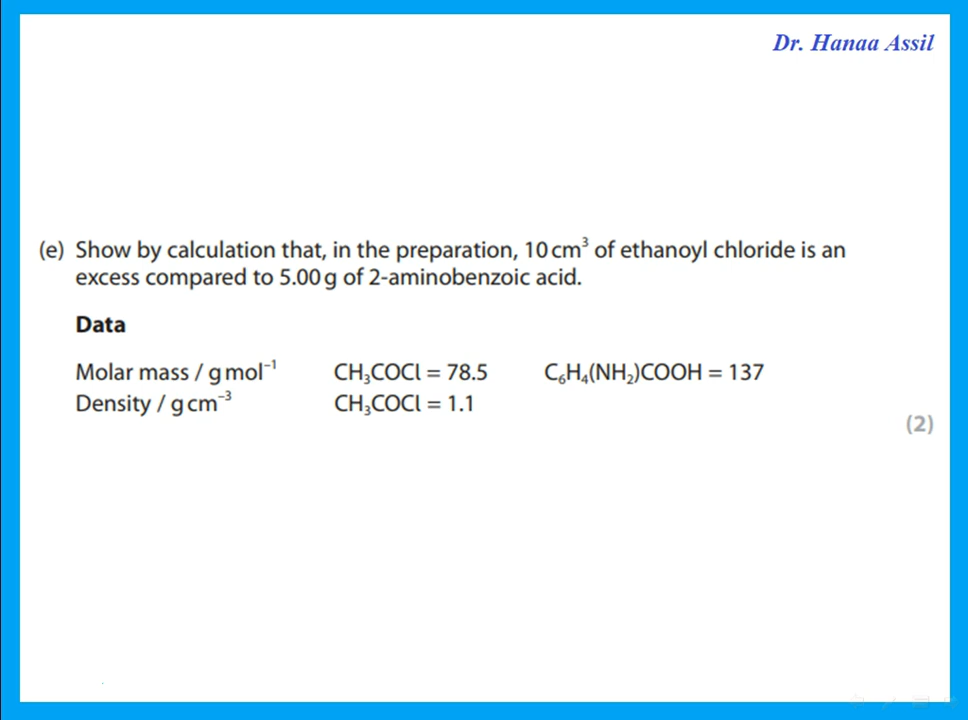 Dr. Hanaa Assil
(e) Show by calculation that, in the preparation, 10 cm³ of ethanoyl chloride is an
excess compared to 5.00 g of 2-aminobenzoic acid.
Data
Molar mass / g mol⁻¹ CH₃COCl = 78.5 C₆H₄(NH₂)COOH = 137
Density / g cm⁻³ CH₃COCl = 1.1
(2)